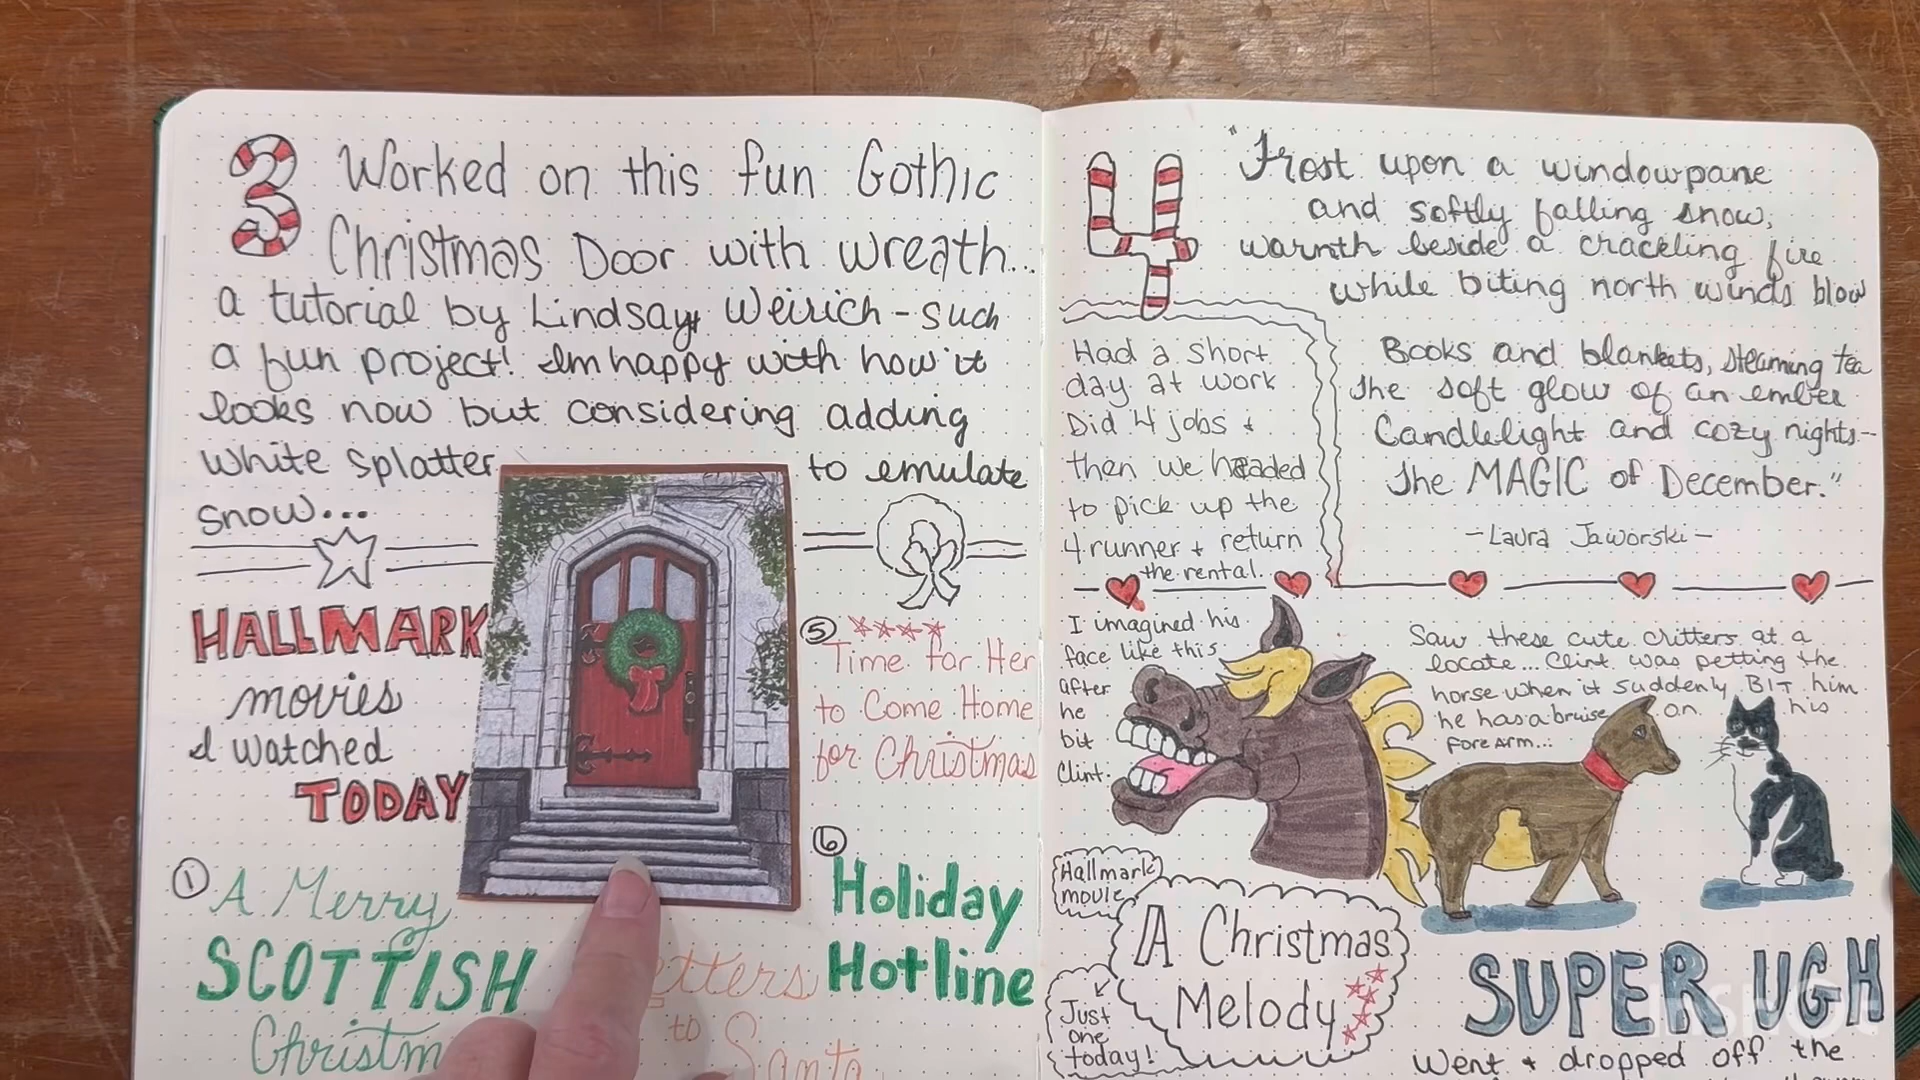 3
Worked on this fun Gothic
Christmas Door with wreath...
a tutorial by Lindsay Weirich - such
a fun project! Im happy with how it
looks now but considering adding
white splatter to emulate
snow...
HALLMARK
movies
I watched
TODAY
① A Merry
SCOTTISH
Christm
etters
to
Santa
⑤
Time for Her
to Come Home
for Christmas
⑥
Holiday
Hotline
4
"Frost upon a windowpane
and softly falling snow,
warmth beside a crackling fire
while biting north winds blow
Books and blankets, steaming tea
The soft glow of an ember
Candlelight and cozy nights--
The MAGIC of December."
- Laura Jaworski -
Had a short
day at work
Did 4 jobs +
then we headed
to pick up the
4 runner + return
the rental.
I imagined his
face like this
after
he
bit
Clint.
Saw these cute critters at a
locate... Clint was petting the
horse when it suddenly BIT him
he has a bruise on his
forearm...
Hallmark
movie
A Christmas
Melody
Just
one
today!
SUPER UGH
Went + dropped off the